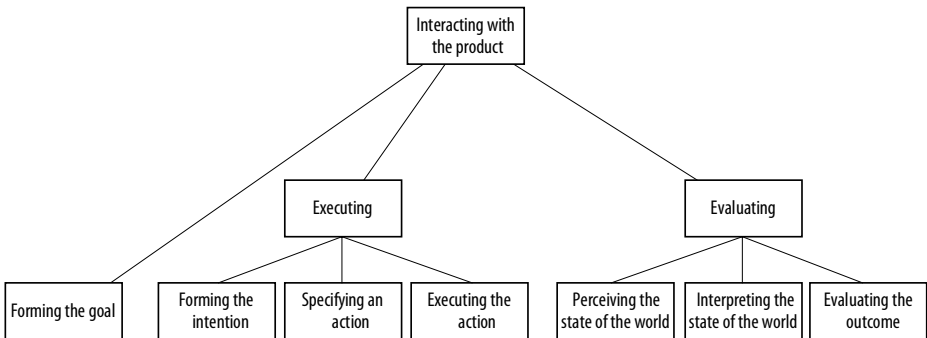 Interacting with
the product
Executing
Evaluating
Forming the goal
Forming the
intention
Specifying an
action
Executing the
action
Perceiving the
state of the world
Interpreting the
state of the world
Evaluating the
outcome